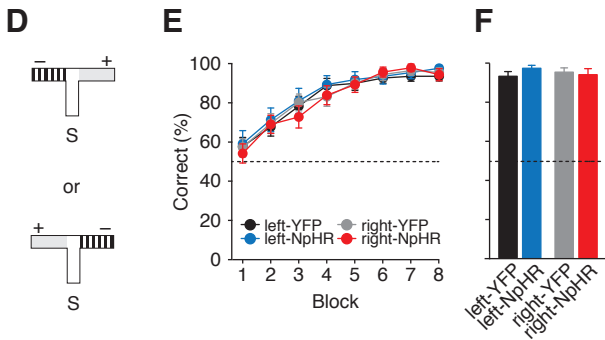 D
− +
S
or
+ −
S
E
Correct (%)
100
80
60
40
20
0
left-YFP right-YFP
left-NpHR right-NpHR
1 2 3 4 5 6 7 8
Block
F
left-YFP
left-NpHR
right-YFP
right-NpHR